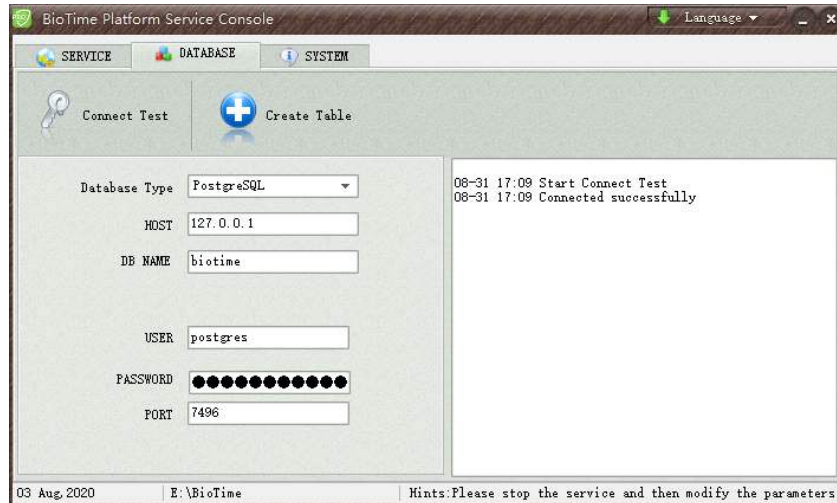 BioTime Platform Service Console
Language
SERVICE
DATABASE
SYSTEM
Connect Test
Create Table
Database Type PostgreSQL
HOST 127.0.0.1
DB NAME biotime
USER postgres
PASSWORD ●●●●●●●●●●●
PORT 7496
08-31 17:09 Start Connect Test
08-31 17:09 Connected successfully
03 Aug,2020
E:\BioTime
Hints:Please stop the service and then modify the parameters